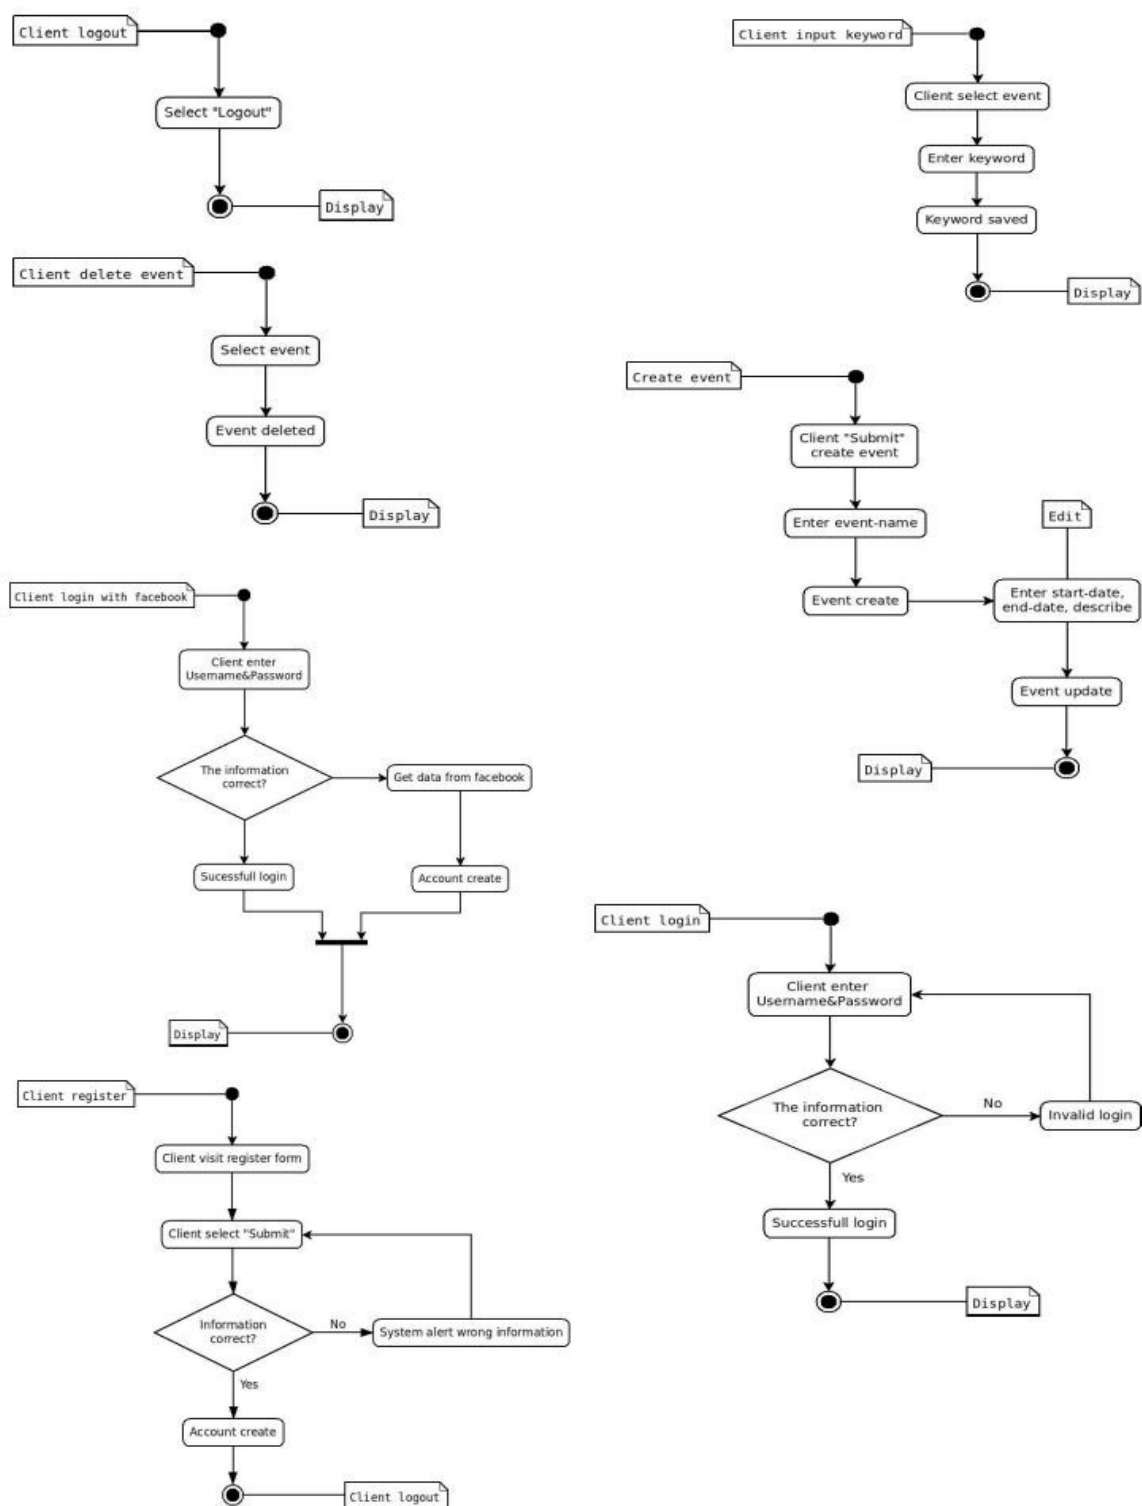 Client logout
Select "Logout"
Display
Client delete event
Select event
Event deleted
Display
Client login with facebook
Client enter
Username&Password
The information
correct?
Get data from facebook
Sucessfull login
Account create
Display
Client register
Client visit register form
Client select "Submit"
Information
correct?
No
System alert wrong information
Yes
Account create
Client logout
Client input keyword
Client select event
Enter keyword
Keyword saved
Display
Create event
Client "Submit"
create event
Enter event-name
Edit
Event create
Enter start-date,
end-date, describe
Event update
Display
Client login
Client enter
Username&Password
The information
correct?
No
Invalid login
Yes
Successfull login
Display